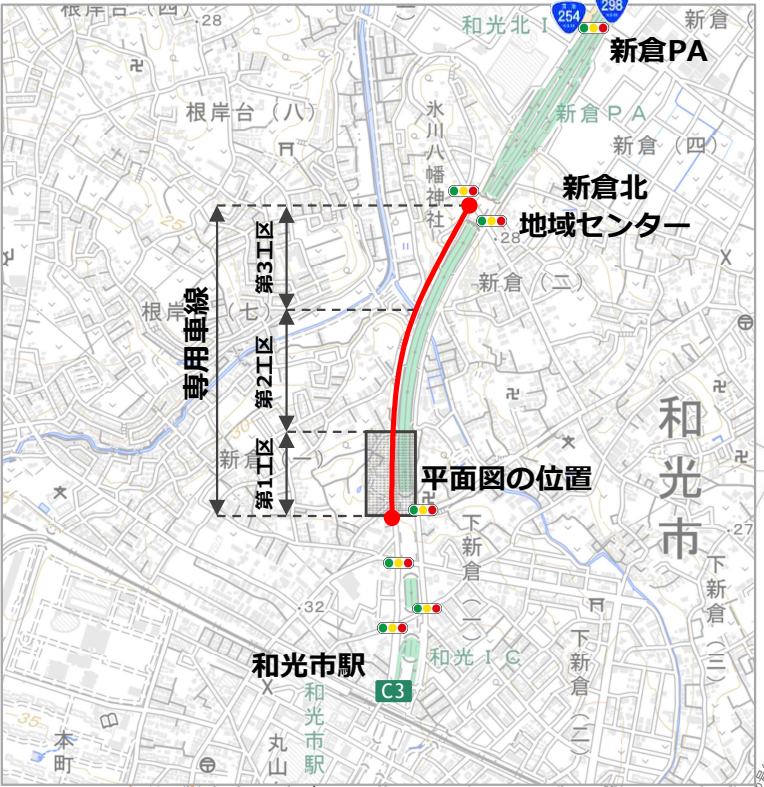 根岸台（四）
28
和光北I
254
298
新倉
新倉PA
根岸台（八）
氷川八幡神社
新倉PA
新倉（四）
新倉北
地域センター
25
28
第3工区
新倉（二）
根岸
（七）
専用車線
第2工区
30
和光市
新倉
（一）
第1工区
平面図の位置
27
下新倉（一）
下新倉（三）
32
下新倉（二）
和光市駅
和光IC
C3
和光市駅
35
本町
丸山